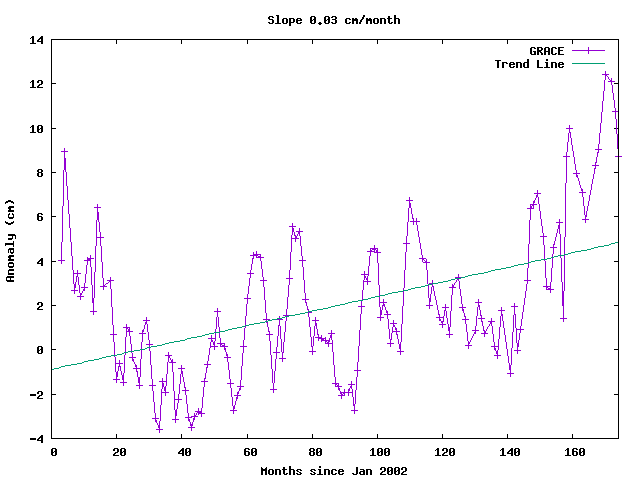 Slope 0.03 cm/month
GRACE
Trend Line
14
12
10
8
6
4
2
0
-2
-4
Anomaly (cm)
0 20 40 60 80 100 120 140 160
Months since Jan 2002